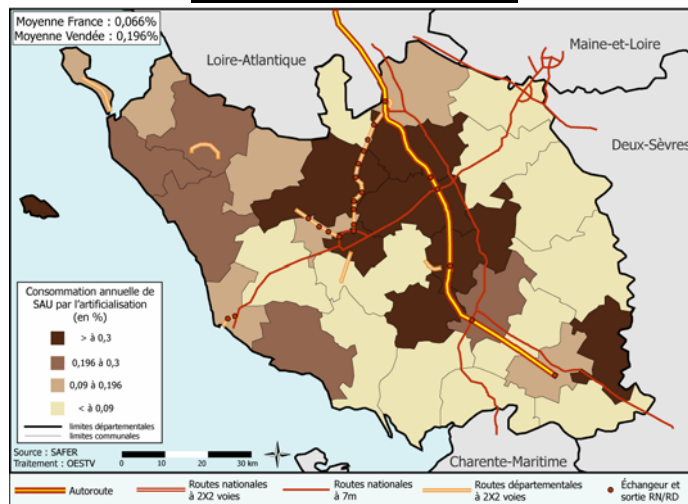 Moyenne France : 0,066%
Moyenne Vendée : 0,196%
Loire-Atlantique
Maine-et-Loire
Deux-Sèvres
Consommation annuelle de
SAU par l'artificialisation
(en %)
> à 0,3
0,196 à 0,3
0,09 à 0,196
< à 0,09
limites départementales
limites communales
Source : SAFER
Traitement : OESTV
0 10 20 30 km
Charente-Maritime
Autoroute
Routes nationales
à 2X2 voies
Routes nationales
à 7m
Routes départementales
à 2X2 voies
Échangeur et
sortie RN/RD